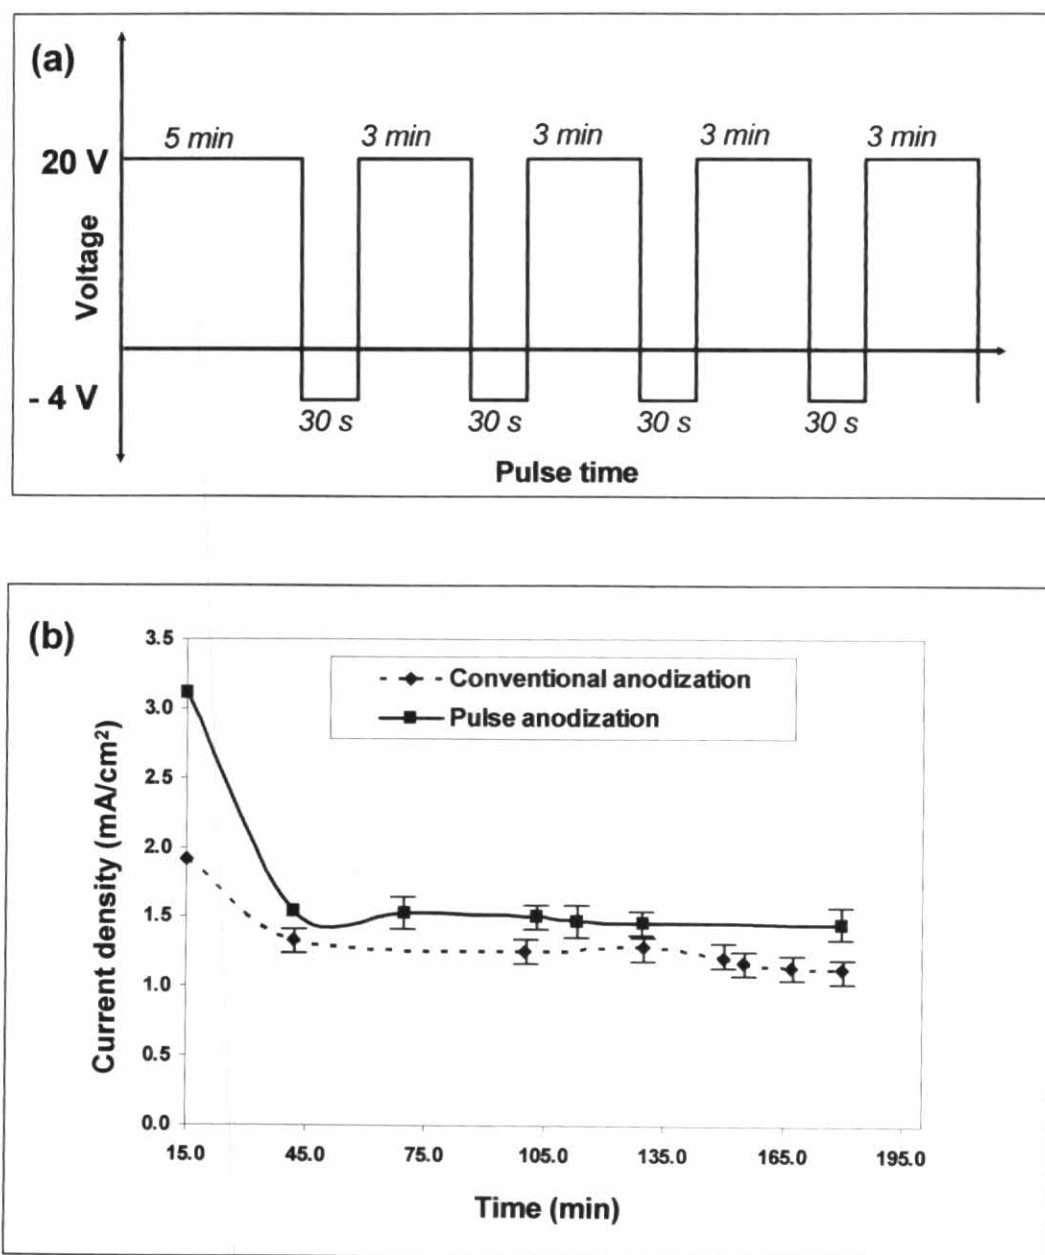 (a)
5 min 3 min 3 min 3 min 3 min
20 V
Voltage
- 4 V
30 s 30 s 30 s 30 s
Pulse time
(b)
3.5
Conventional anodization
Pulse anodization
3.0
2.5
2.0
1.5
1.0
0.5
0.0
Current density (mA/cm²)
15.0 45.0 75.0 105.0 135.0 165.0 195.0
Time (min)